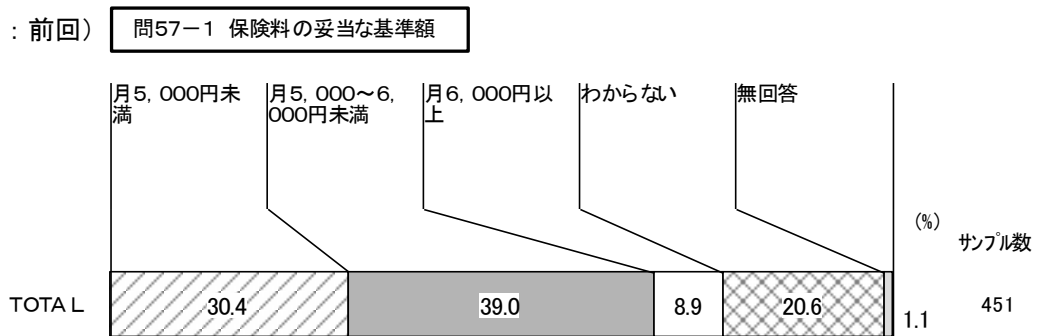 ：前回） 問57－1 保険料の妥当な基準額
月5，000円未満
月5，000～6，000円未満
月6，000円以上
わからない
無回答
(%)
サンプル数
TOTAL 30.4 39.0 8.9 20.6 1.1 451